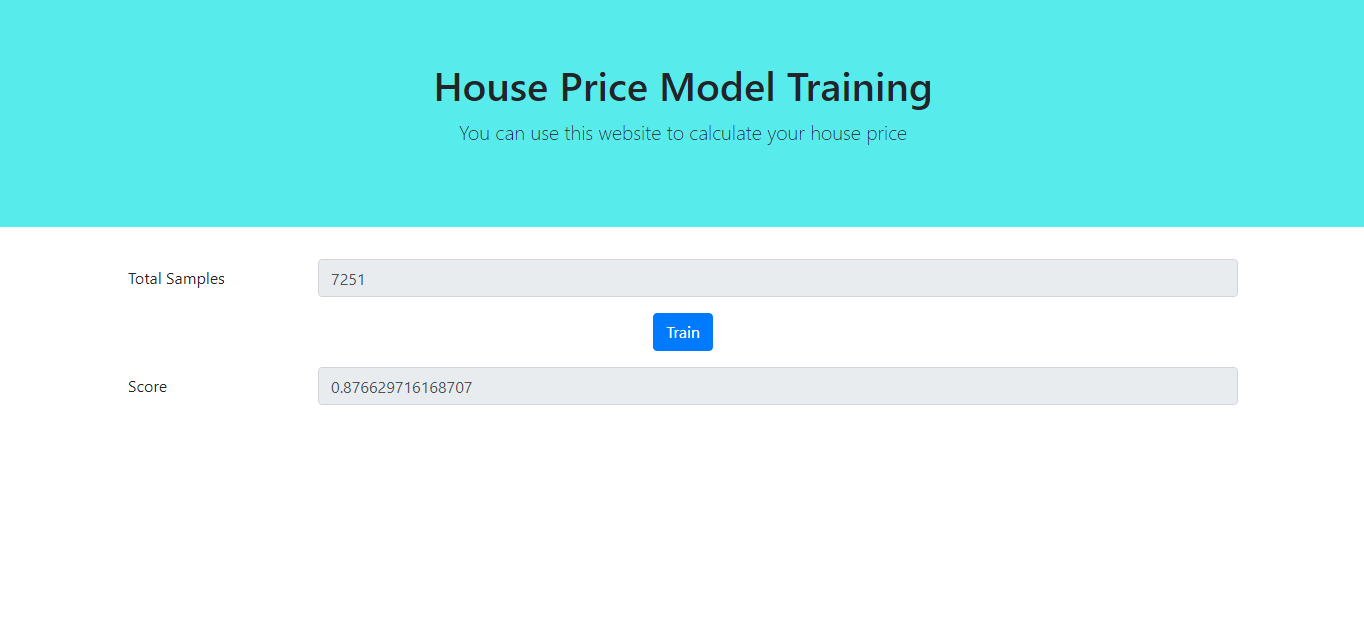 House Price Model Training
You can use this website to calculate your house price
Total Samples
7251
Train
Score
0.876629716168707